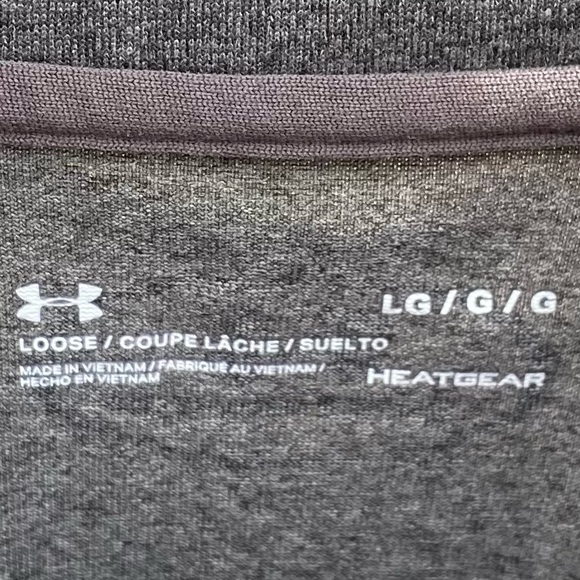 LG / G / G
LOOSE / COUPE LÂCHE / SUELTO
MADE IN VIETNAM / FABRIQUÉ AU VIETNAM /
HECHO EN VIETNAM
HEATGEAR